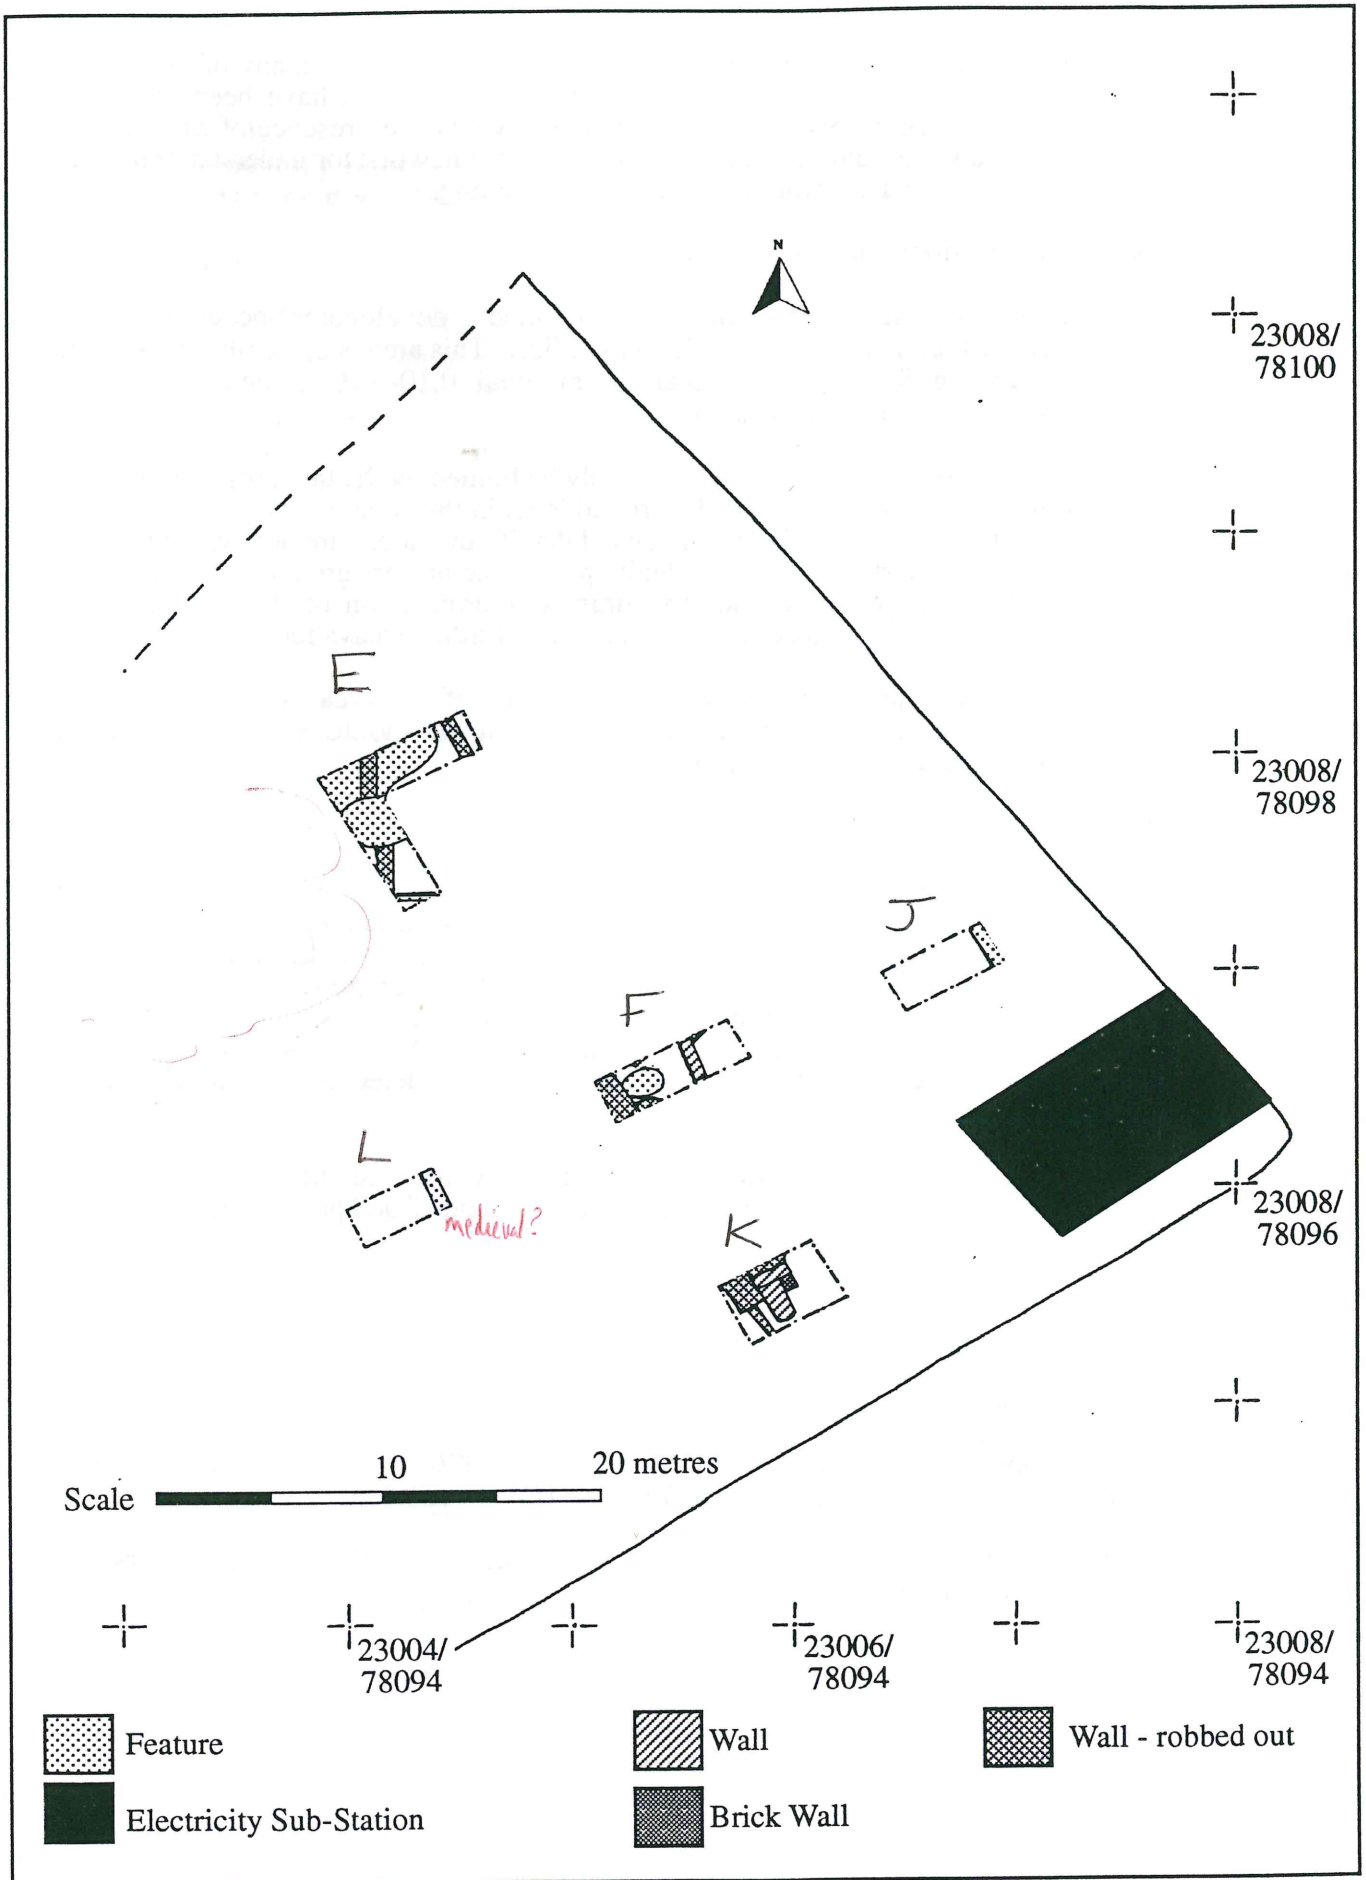 N
23008/
78100
E
23008/
78098
J
F
L
medieval?
23008/
78096
K
10
20 metres
Scale
23004/
78094
23006/
78094
23008/
78094
Feature
Wall
Wall - robbed out
Electricity Sub-Station
Brick Wall